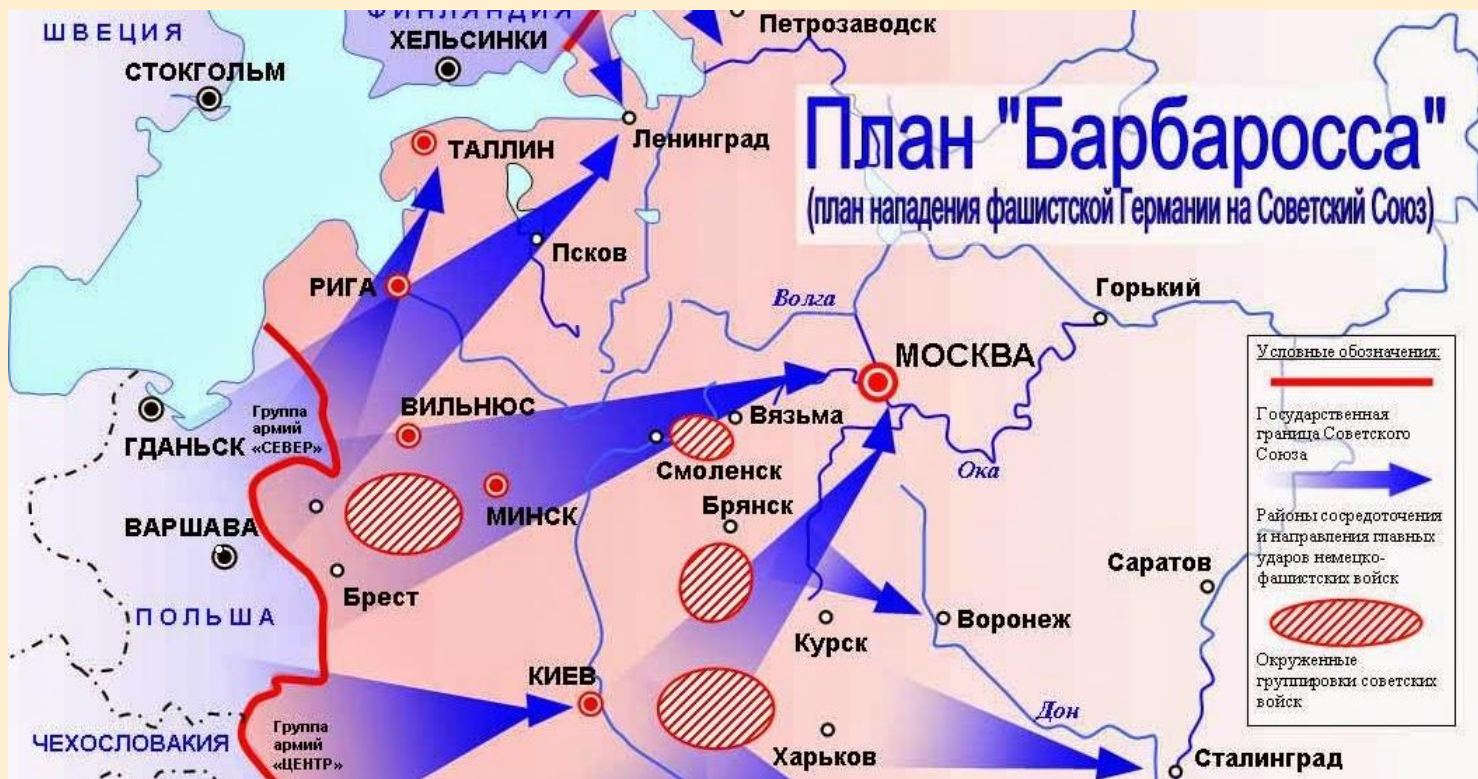 ШВЕЦИЯ
ФИНЛЯНДИЯ
ХЕЛЬСИНКИ
Петрозаводск
СТОКГОЛЬМ
План "Барбаросса"
(план нападения фашистской Германии на Советский Союз)
ТАЛЛИН
Ленинград
Псков
РИГА
Волга
Горький
МОСКВА
ВИЛЬНЮС
Вязьма
Группа
армий
«СЕВЕР»
ГДАНЬСК
Смоленск
Ока
Брянск
МИНСК
ВАРШАВА
Брест
Саратов
ПОЛЬША
Курск
Воронеж
КИЕВ
Дон
Группа
армий
«ЦЕНТР»
ЧЕХОСЛОВАКИЯ
Харьков
Сталинград
Условные обозначения:
Государственная
граница Советского
Союза
Районы сосредоточения
и направления главных
ударов немецко-
фашистских войск
Окруженные
группировки советских
войск